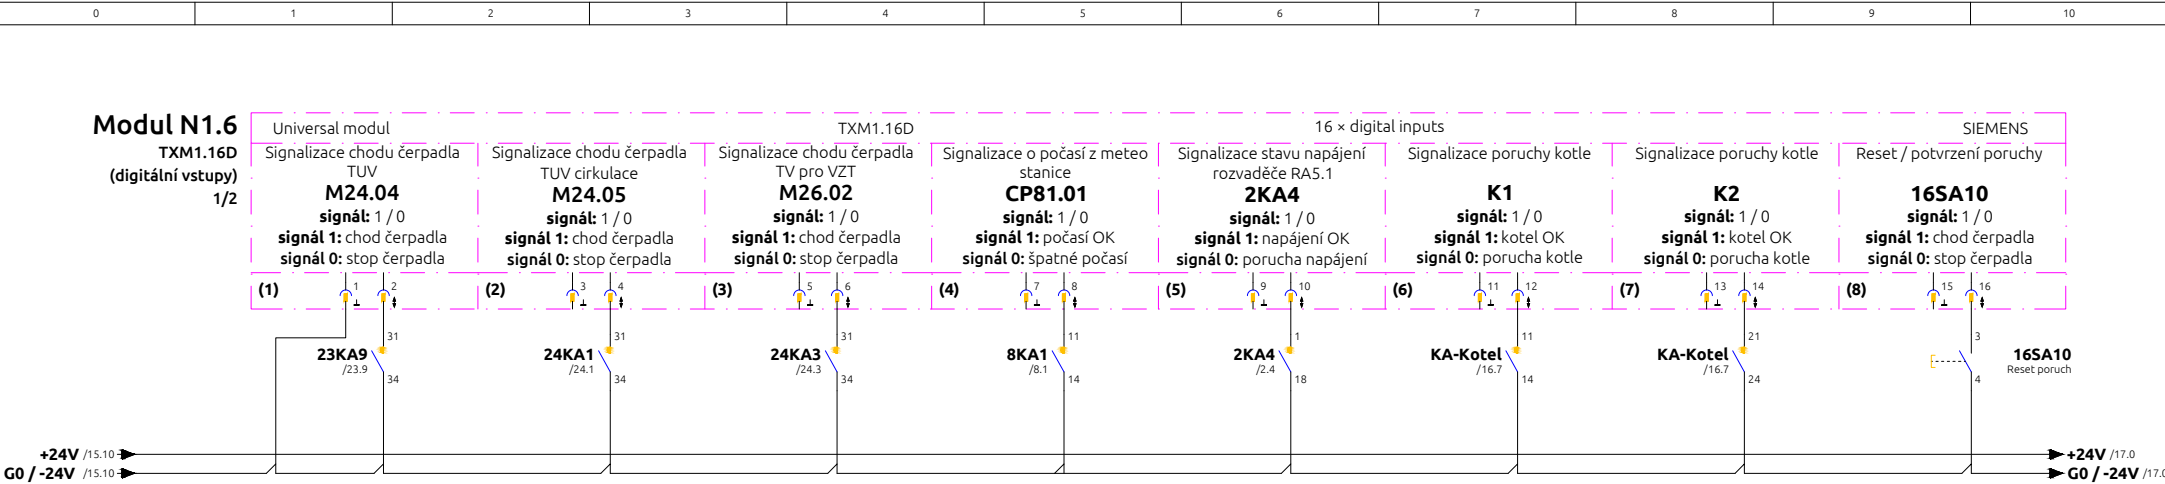 0 1 2 3 4 5 6 7 8 9 10
Modul N1.6
TXM1.16D
(digitální vstupy)
1/2
Universal modul TXM1.16D 16 × digital inputs SIEMENS
Signalizace chodu čerpadla
TUV
M24.04
signál: 1 / 0
signál 1: chod čerpadla
signál 0: stop čerpadla
Signalizace chodu čerpadla
TUV cirkulace
M24.05
signál: 1 / 0
signál 1: chod čerpadla
signál 0: stop čerpadla
Signalizace chodu čerpadla
TV pro VZT
M26.02
signál: 1 / 0
signál 1: chod čerpadla
signál 0: stop čerpadla
Signalizace o počasí z meteo
stanice
CP81.01
signál: 1 / 0
signál 1: počasí OK
signál 0: špatné počasí
Signalizace stavu napájení
rozvaděče RA5.1
2KA4
signál: 1 / 0
signál 1: napájení OK
signál 0: porucha napájení
Signalizace poruchy kotle
K1
signál: 1 / 0
signál 1: kotel OK
signál 0: porucha kotle
Signalizace poruchy kotle
K2
signál: 1 / 0
signál 1: kotel OK
signál 0: porucha kotle
Reset / potvrzení poruchy
16SA10
signál: 1 / 0
signál 1: chod čerpadla
signál 0: stop čerpadla
(1) 1 2 (2) 3 4 (3) 5 6 (4) 7 8 (5) 9 10 (6) 11 12 (7) 13 14 (8) 15 16
31 31 31 11 1 11 21 3
23KA9 24KA1 24KA3 8KA1 2KA4 KA-Kotel KA-Kotel 16SA10
/23.9 /24.1 /24.3 /8.1 /2.4 /16.7 /16.7 Reset poruch
34 34 34 14 18 14 24 4
+24V /15.10 +24V /17.0
G0 / -24V /15.10 G0 / -24V /17.0